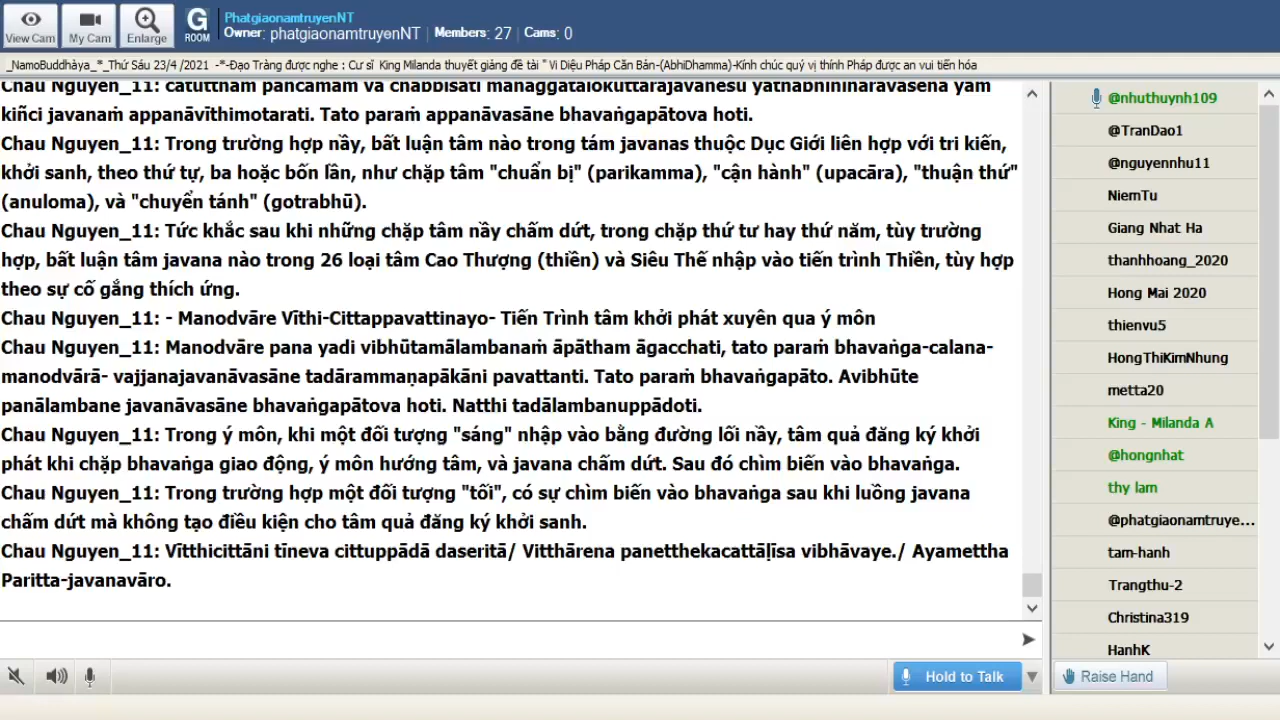 View Cam
My Cam
Enlarge
G
ROOM
PhatgiaonamtruyenNT
Owner: phatgiaonamtruyenNT | Members: 27 | Cams: 0
_NamoBuddhàya_*_Thứ Sáu 23/4 /2021 -*-Đạo Tràng được nghe : Cư sĩ King Milanda thuyết giảng đề tài " Vi Diệu Pháp Căn Bản-(AbhiDhamma)-Kính chúc quý vị thính Pháp được an vui tiến hóa
Chau Nguyen_11: catutthaṁ pañcamaṁ vā chabbīsati mahaggatalokuttarajavanesu yathābhinīhāravasena yaṁ
kiñci javanaṁ appanāvīthimotarati. Tato paraṁ appanāvasāne bhavaṅgapātova hoti.
Chau Nguyen_11: Trong trường hợp nầy, bất luận tâm nào trong tám javanas thuộc Dục Giới liên hợp với tri kiến,
khởi sanh, theo thứ tự, ba hoặc bốn lần, như chặp tâm "chuẩn bị" (parikamma), "cận hành" (upacāra), "thuận thứ"
(anuloma), và "chuyển tánh" (gotrabhū).
Chau Nguyen_11: Tức khắc sau khi những chặp tâm nầy chấm dứt, trong chặp thứ tư hay thứ năm, tùy trường
hợp, bất luận tâm javana nào trong 26 loại tâm Cao Thượng (thiền) và Siêu Thế nhập vào tiến trình Thiền, tùy hợp
theo sự cố gắng thích ứng.
Chau Nguyen_11: - Manodvāre Vīthi-Cittappavattinayo- Tiến Trình tâm khởi phát xuyên qua ý môn
Chau Nguyen_11: Manodvāre pana yadi vibhūtamālambanaṁ āpātham āgacchati, tato paraṁ bhavaṅga-calana-
manodvārā- vajjanajavanāvasāne tadārammaṇapākāni pavattanti. Tato paraṁ bhavaṅgapāto. Avibhūte
panālambane javanāvasāne bhavaṅgapātova hoti. Natthi tadālambanuppādoti.
Chau Nguyen_11: Trong ý môn, khi một đối tượng "sáng" nhập vào bằng đường lối nầy, tâm quả đăng ký khởi
phát khi chặp bhavaṅga giao động, ý môn hướng tâm, và javana chấm dứt. Sau đó chìm biến vào bhavaṅga.
Chau Nguyen_11: Trong trường hợp một đối tượng "tối", có sự chìm biến vào bhavaṅga sau khi luồng javana
chấm dứt mà không tạo điều kiện cho tâm quả đăng ký khởi sanh.
Chau Nguyen_11: Vītthicittāni tīneva cittuppādā daseritā/ Vitthārena panetthekacattāḷīsa vibhāvaye./ Ayamettha
Paritta-javanavāro.
Hold to Talk
@nhuthuynh109
@TranDao1
@nguyennhu11
NiemTu
Giang Nhat Ha
thanhhoang_2020
Hong Mai 2020
thienvu5
HongThiKimNhung
metta20
King - Milanda A
@hongnhat
thy lam
@phatgiaonamtruye...
tam-hanh
Trangthu-2
Christina319
HanhK
Raise Hand